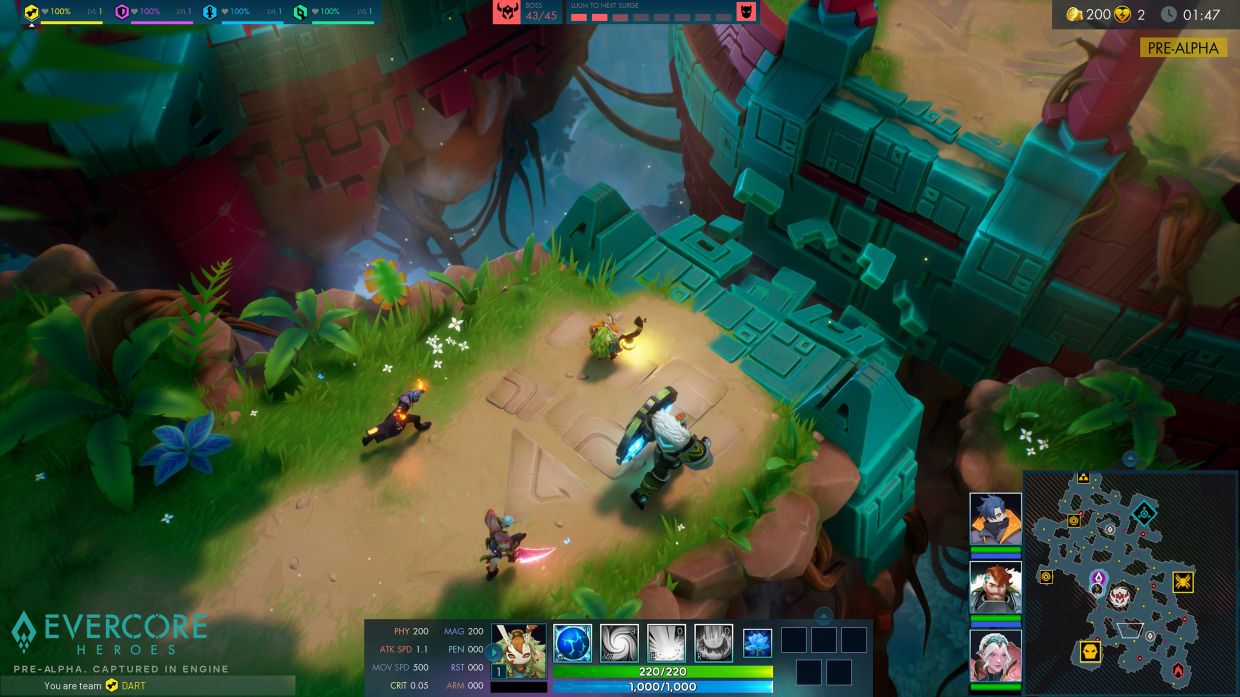 100% LVL 1 100% LVL 1 100% LVL 1 100% LVL 1
BOSS
43/45
LUUM TO NEXT SURGE
200 2 01:47
PRE-ALPHA
EVERCORE
HEROES
PRE-ALPHA. CAPTURED IN ENGINE
You are team DART
PHY 200 MAG 200
ATK SPD 1.1 PEN 000
MOV SPD 500 RST 000
CRIT 0.05 ARM 000
1
220/220
1,000/1,000